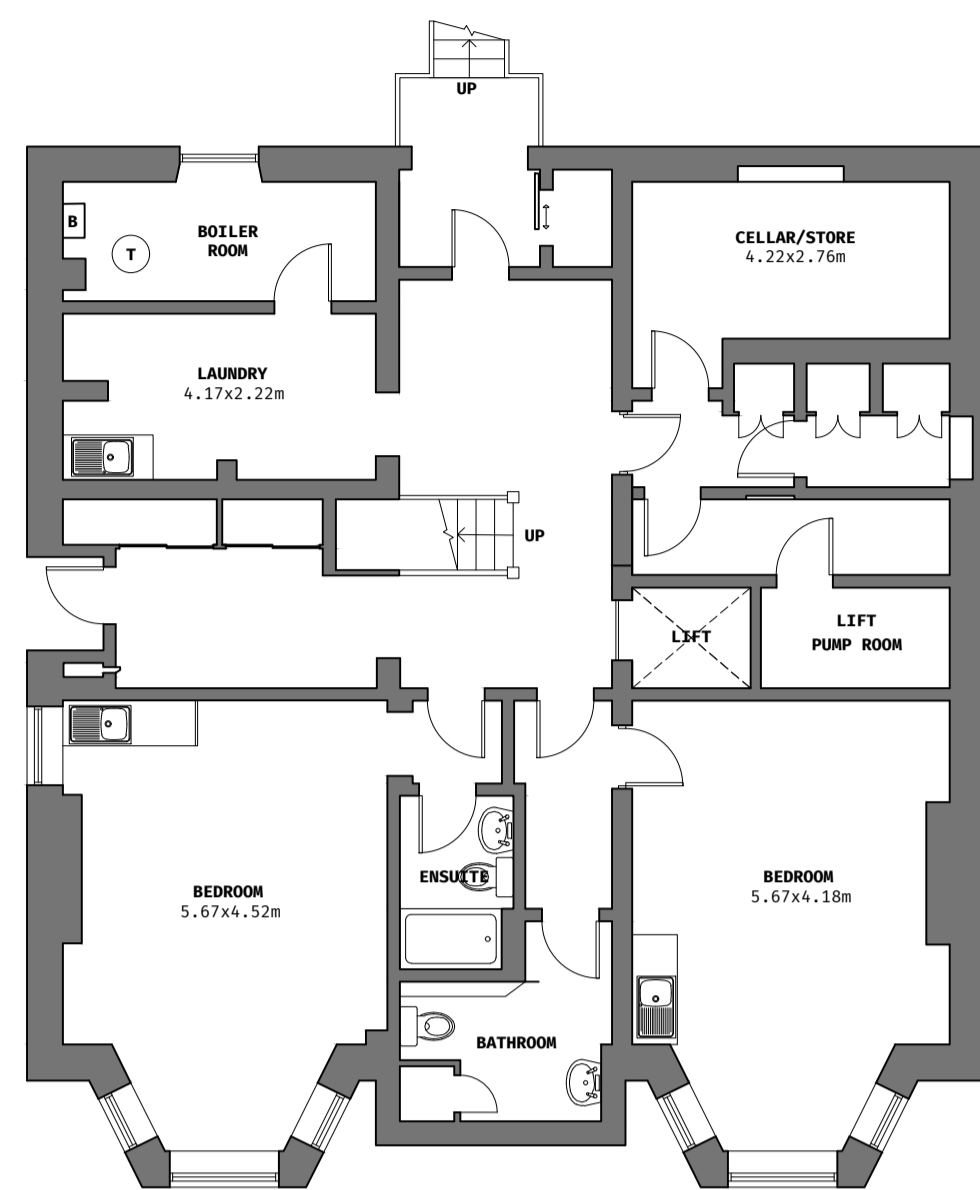 UP
B
T
BOILER
ROOM
CELLAR/STORE
4.22x2.76m
LAUNDRY
4.17x2.22m
UP
LIFT
LIFT
PUMP ROOM
ENSUITE
BEDROOM
5.67x4.52m
BEDROOM
5.67x4.18m
BATHROOM